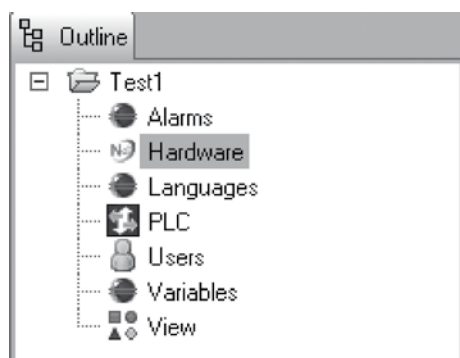 Outline
Test1
Alarms
Hardware
Languages
PLC
Users
Variables
View